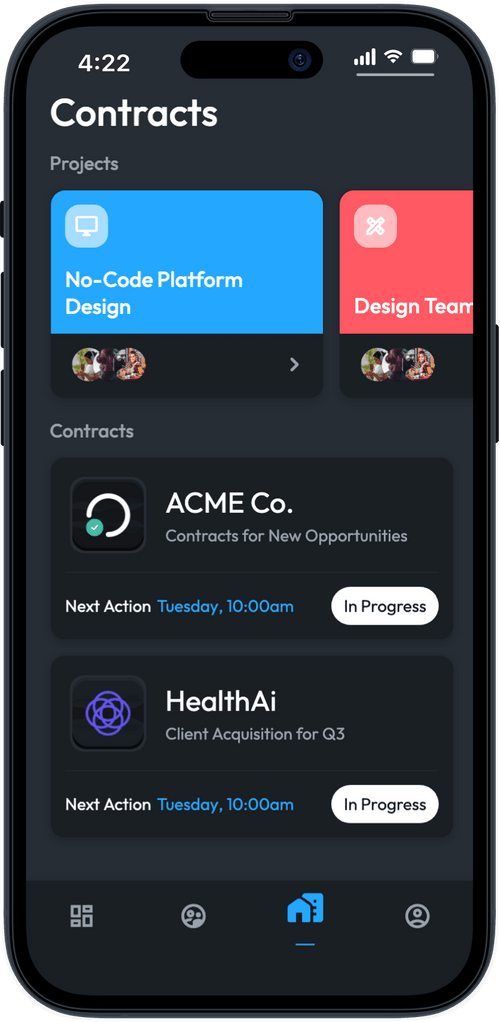 4:22
Contracts
Projects
No-Code Platform
Design
Design Team
Contracts
ACME Co.
Contracts for New Opportunities
Next Action Tuesday, 10:00am In Progress
HealthAi
Client Acquisition for Q3
Next Action Tuesday, 10:00am In Progress